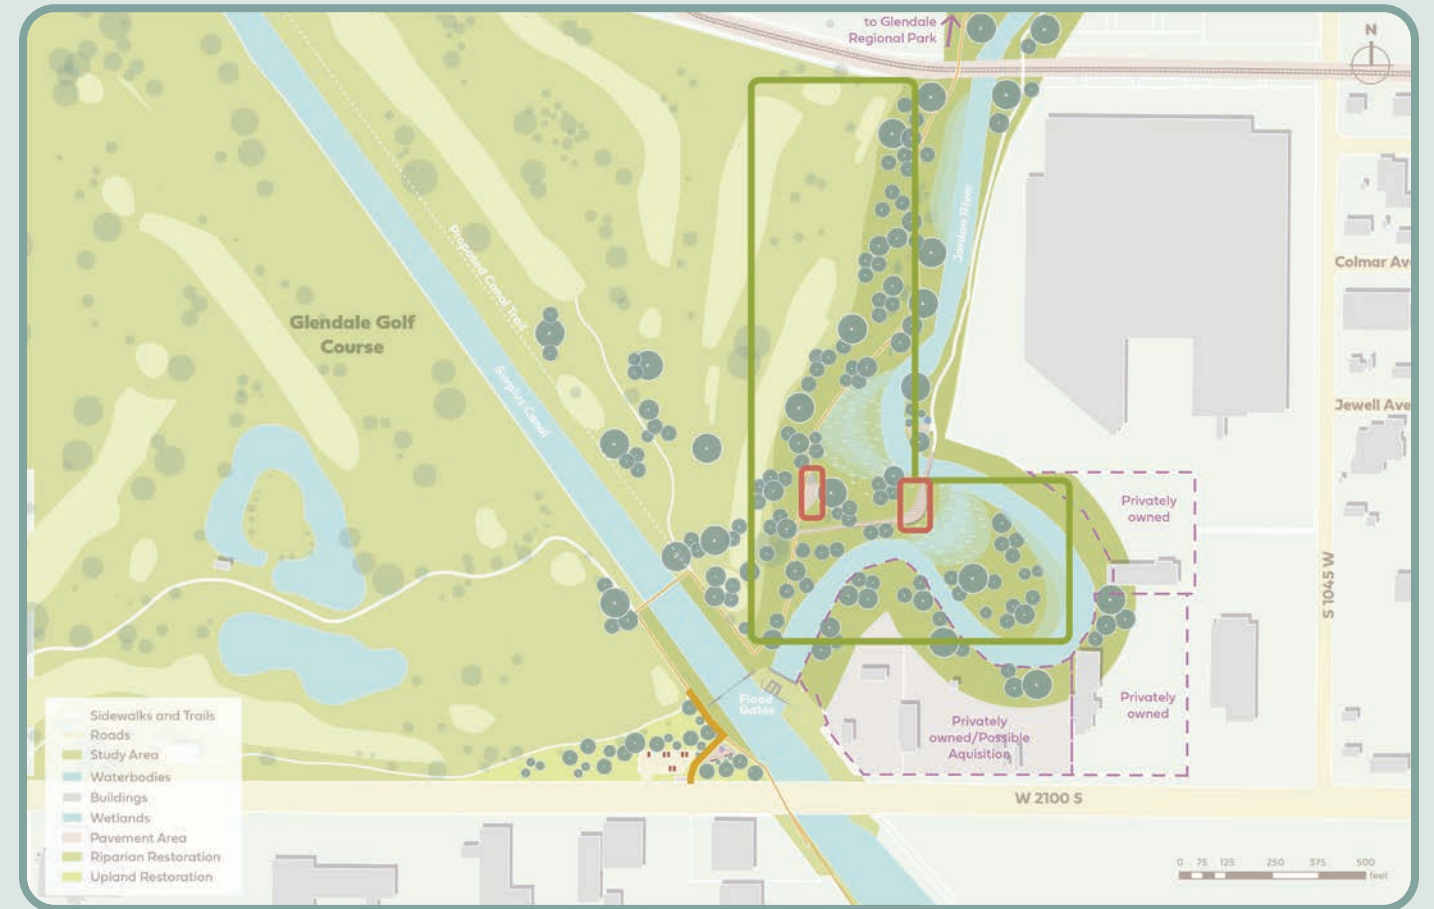 to Glendale
Regional Park
N
Jordan River
Proposed Canal Trail
Surplus Canal
Glendale Golf
Course
Colmar Av
Jewell Ave
Privately
owned
S 1045 W
Privately
owned
Flood
Gates
Privately
owned/Possible
Aquisition
W 2100 S
Sidewalks and Trails
Roads
Study Area
Waterbodies
Buildings
Wetlands
Pavement Area
Riparian Restoration
Upland Restoration
0 75 125 250 375 500
feet